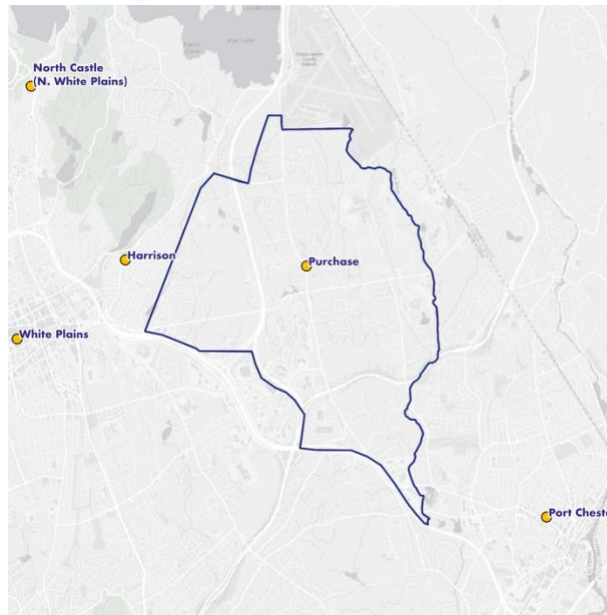 North Castle
(N. White Plains)
Harrison
Purchase
White Plains
Port Cheste